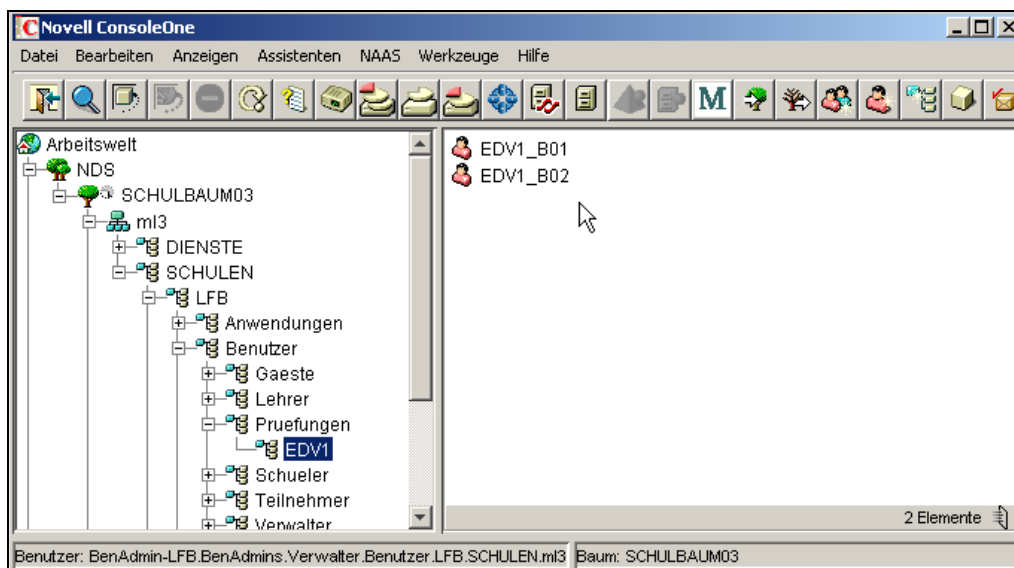 Novell ConsoleOne
Datei Bearbeiten Anzeigen Assistenten NAAS Werkzeuge Hilfe
M
Arbeitswelt
NDS
SCHULBAUM03
ml3
DIENSTE
SCHULEN
LFB
Anwendungen
Benutzer
Gaeste
Lehrer
Pruefungen
EDV1
Schueler
Teilnehmer
Verwalter
EDV1_B01
EDV1_B02
2 Elemente
Benutzer: BenAdmin-LFB.BenAdmins.Verwalter.Benutzer.LFB.SCHULEN.ml3 Baum: SCHULBAUM03